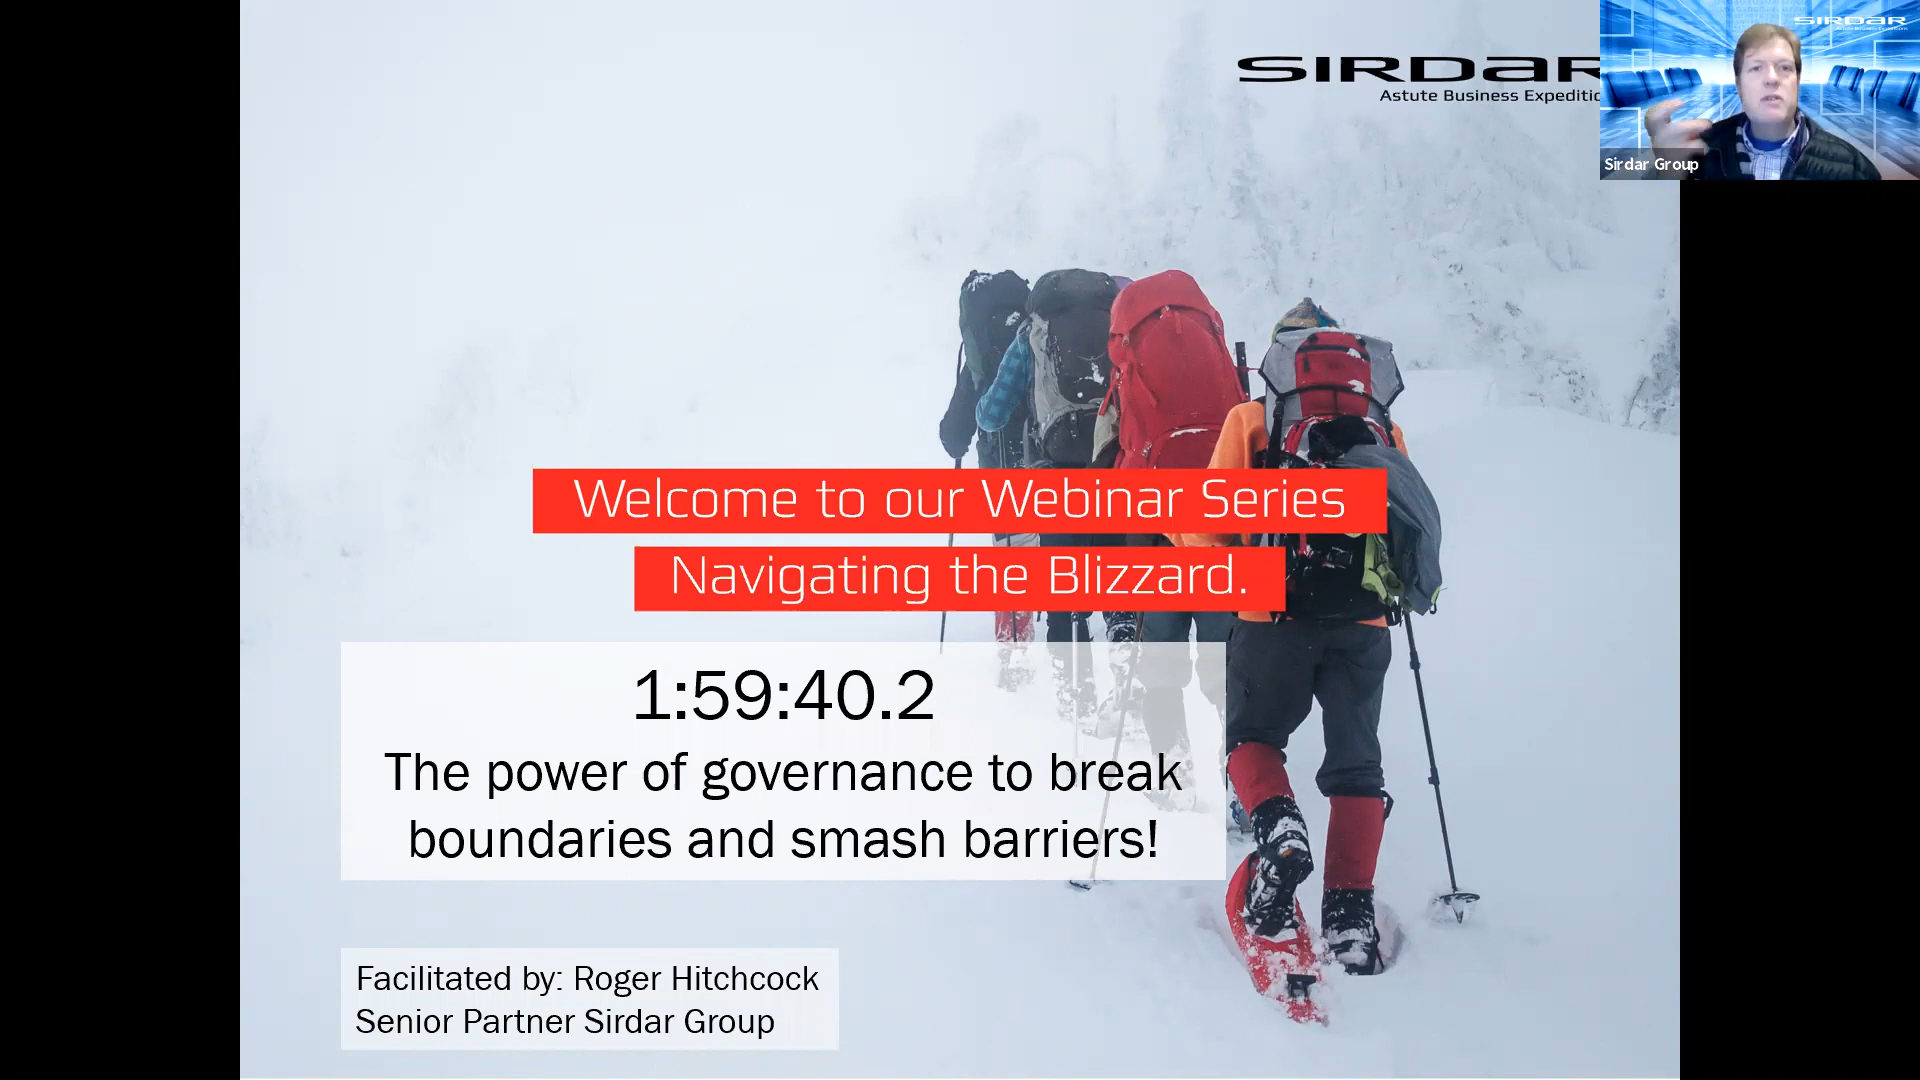 SIRDAR
Astute Business Expeditio
SIRDAR
Sirdar Group
Welcome to our Webinar Series
Navigating the Blizzard.
1:59:40.2
The power of governance to break
boundaries and smash barriers!
Facilitated by: Roger Hitchcock
Senior Partner Sirdar Group